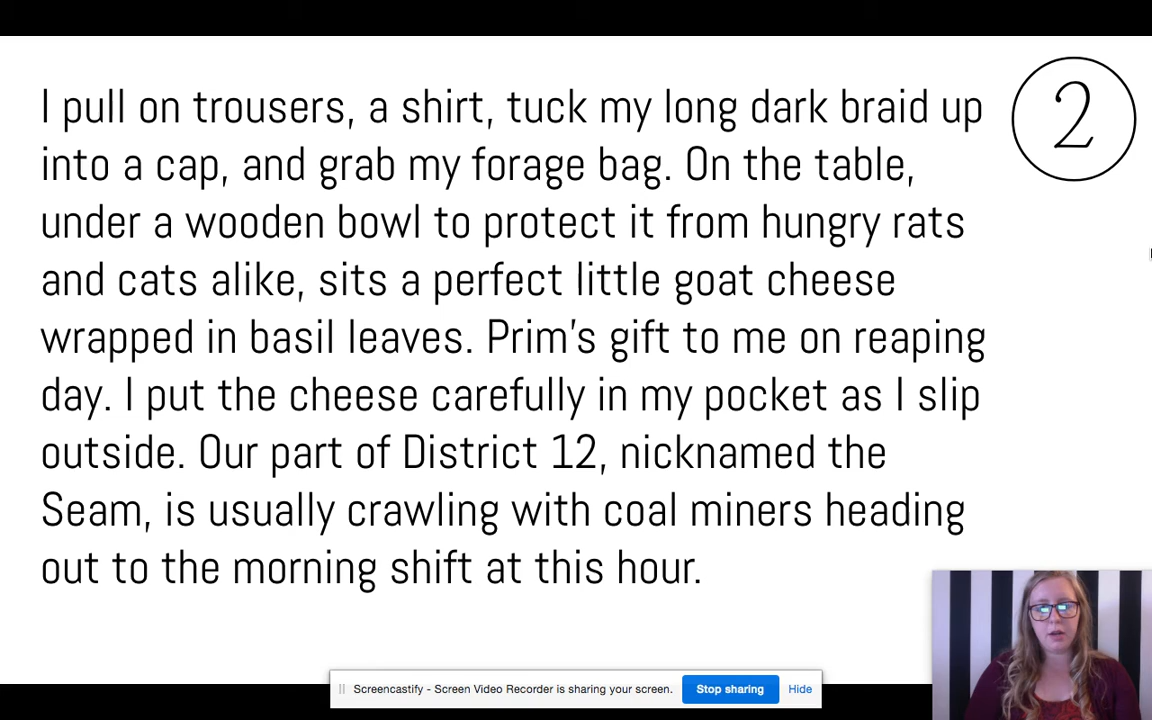 I pull on trousers, a shirt, tuck my long dark braid up
into a cap, and grab my forage bag. On the table,
under a wooden bowl to protect it from hungry rats
and cats alike, sits a perfect little goat cheese
wrapped in basil leaves. Prim's gift to me on reaping
day. I put the cheese carefully in my pocket as I slip
outside. Our part of District 12, nicknamed the
Seam, is usually crawling with coal miners heading
out to the morning shift at this hour.
2
Screencastify - Screen Video Recorder is sharing your screen. Stop sharing Hide